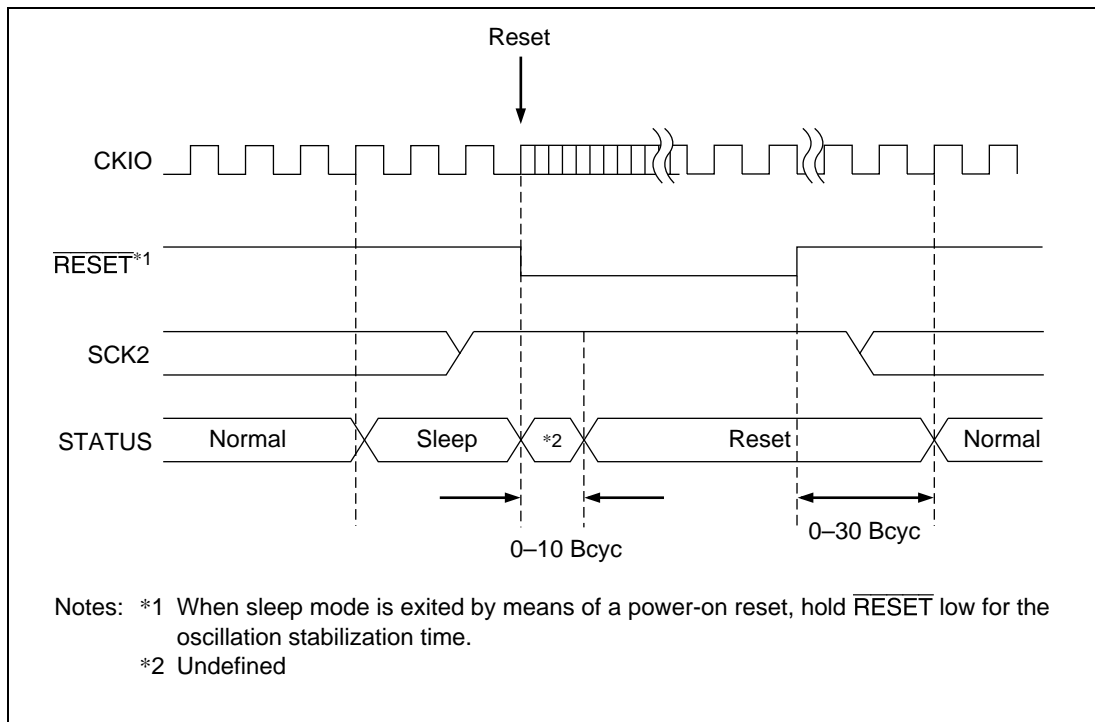 Reset
CKIO
RESET*1
SCK2
STATUS Normal Sleep *2 Reset Normal
0–10 Bcyc 0–30 Bcyc
Notes: *1 When sleep mode is exited by means of a power-on reset, hold RESET low for the
oscillation stabilization time.
*2 Undefined